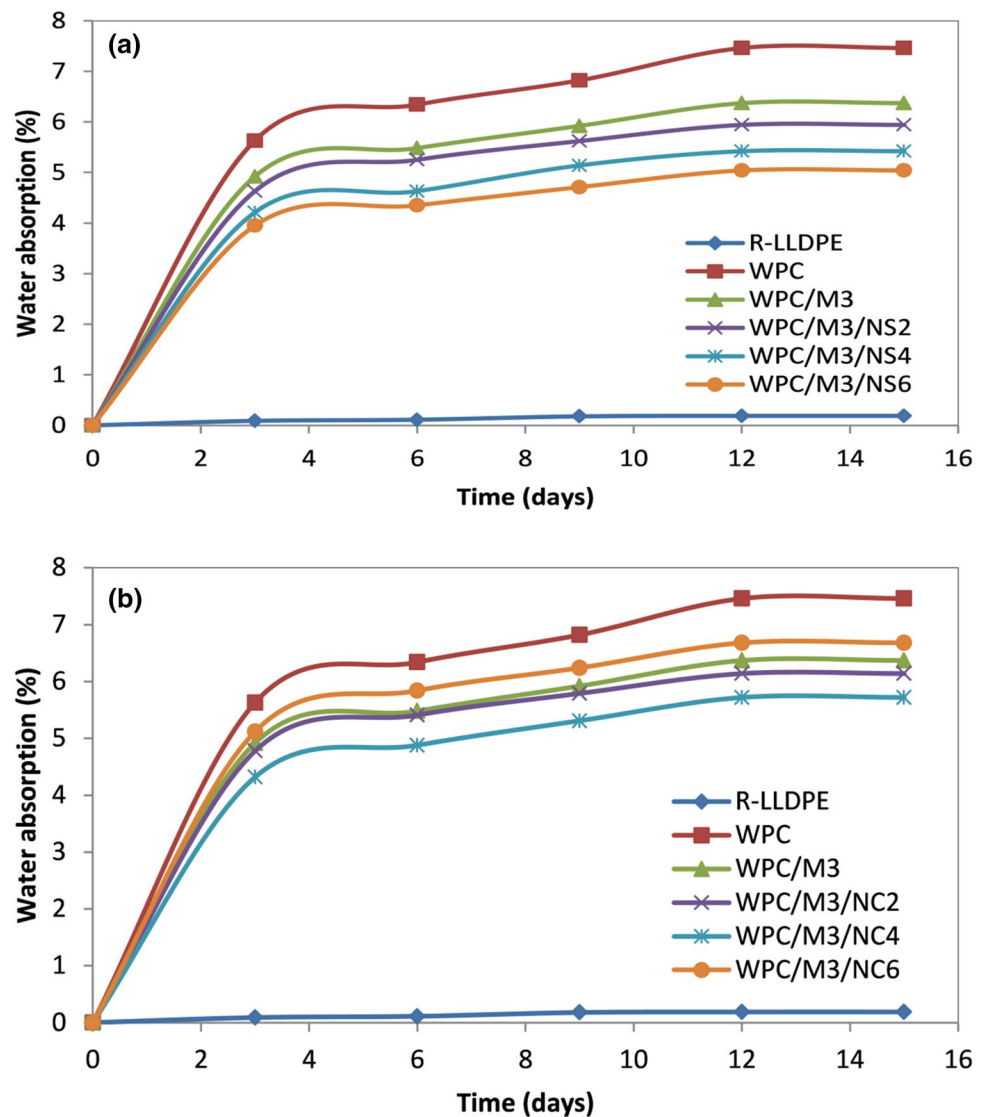 (a)
8
7
6
5
4
3
2
1
0
Water absorption (%)
R-LLDPE
WPC
WPC/M3
WPC/M3/NS2
WPC/M3/NS4
WPC/M3/NS6
0 2 4 6 8 10 12 14 16
Time (days)
(b)
8
7
6
5
4
3
2
1
0
Water absorption (%)
R-LLDPE
WPC
WPC/M3
WPC/M3/NC2
WPC/M3/NC4
WPC/M3/NC6
0 2 4 6 8 10 12 14 16
Time (days)